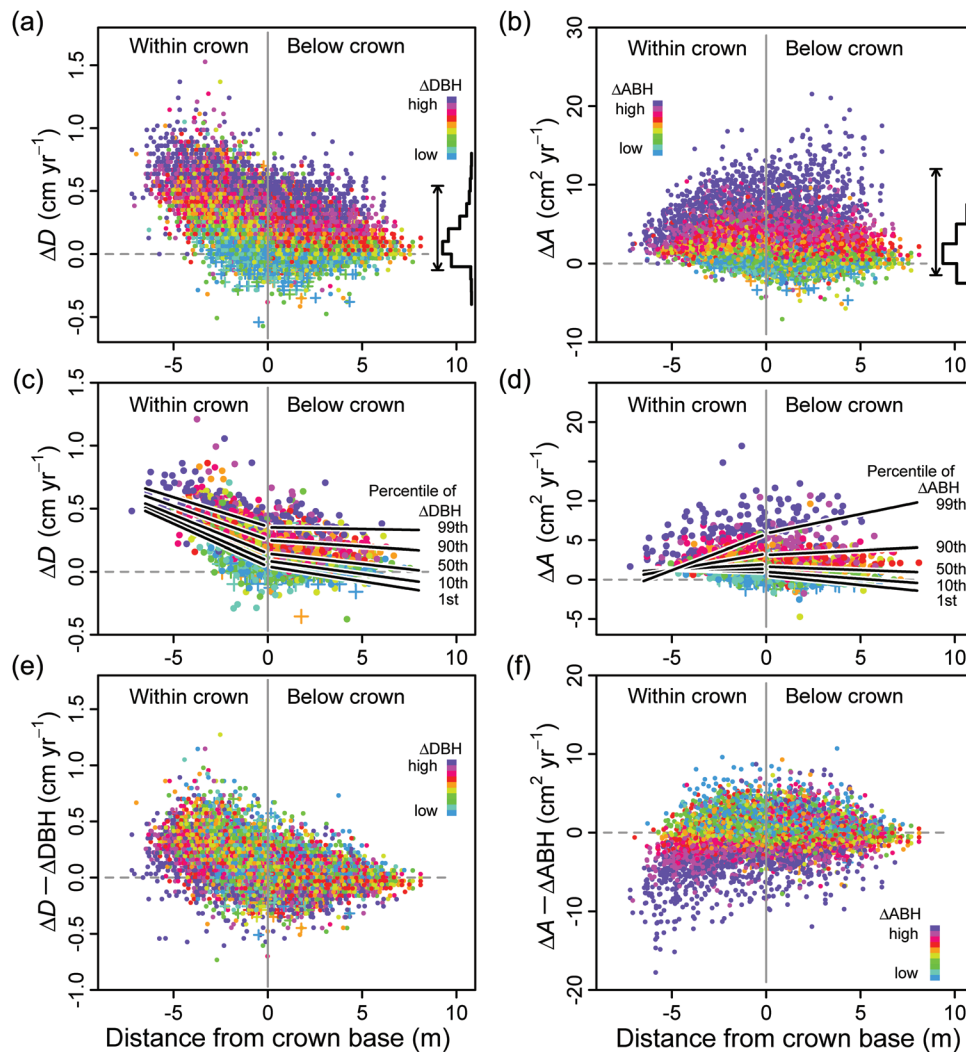 (a)
Within crown Below crown
ΔDBH
high
low
ΔD (cm yr⁻¹)
1.5
1.0
0.5
0.0
-0.5
-5 0 5 10
(b)
Within crown Below crown
ΔABH
high
low
ΔA (cm² yr⁻¹)
30
20
10
0
-10
-5 0 5 10
(c)
Within crown Below crown
Percentile of
ΔDBH
99th
90th
50th
10th
1st
ΔD (cm yr⁻¹)
1.5
1.0
0.5
0.0
-0.5
-5 0 5 10
(d)
Within crown Below crown
Percentile of
ΔABH
99th
90th
50th
10th
1st
ΔA (cm² yr⁻¹)
25
15
10
5
0
-5
-5 0 5 10
(e)
Within crown Below crown
ΔDBH
high
low
ΔD − ΔDBH (cm yr⁻¹)
1.5
1.0
0.5
0.0
-0.5
-1.0
-5 0 5 10
Distance from crown base (m)
(f)
Within crown Below crown
ΔABH
high
low
ΔA − ΔABH (cm² yr⁻¹)
20
10
0
-10
-20
-5 0 5 10
Distance from crown base (m)